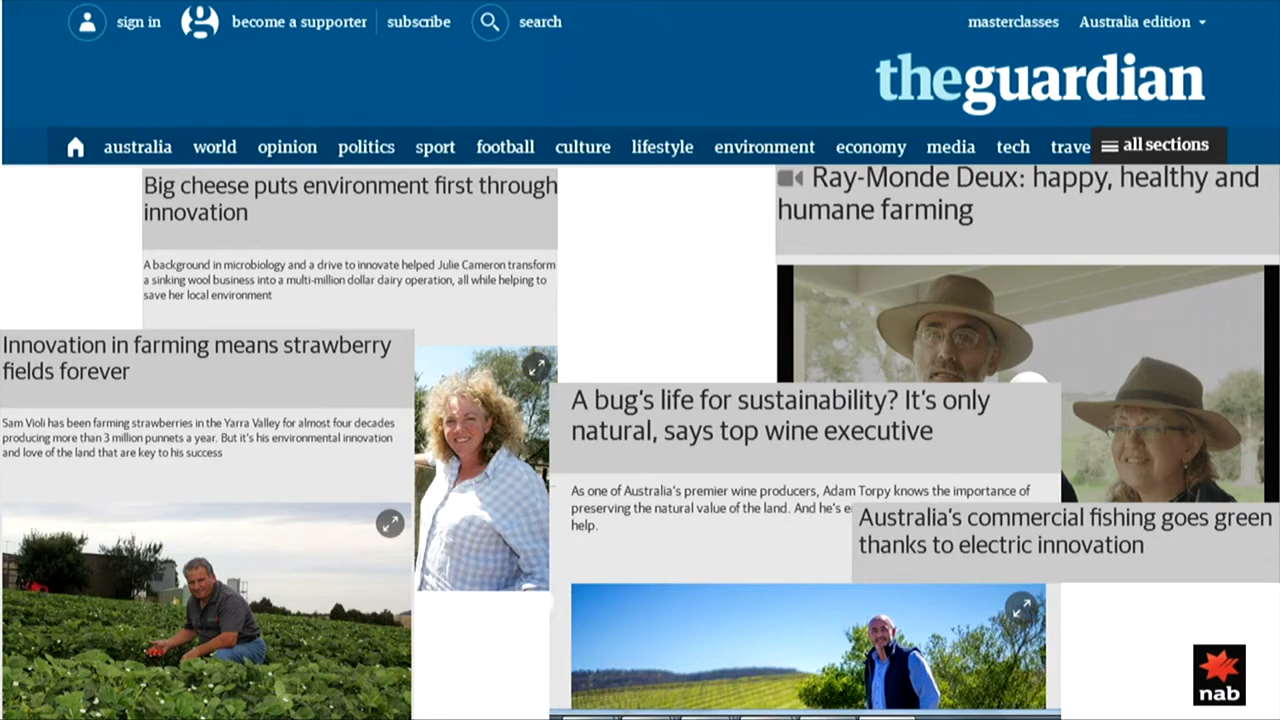 sign in
become a supporter
subscribe
search
masterclasses
Australia edition
theguardian
australia
world
opinion
politics
sport
football
culture
lifestyle
environment
economy
media
tech
trave
all sections
Big cheese puts environment first through
innovation
A background in microbiology and a drive to innovate helped Julie Cameron transform
a sinking wool business into a multi-million dollar dairy operation, all while helping to
save her local environment
Ray-Monde Deux: happy, healthy and
humane farming
Innovation in farming means strawberry
fields forever
Sam Violi has been farming strawberries in the Yarra Valley for almost four decades
producing more than 3 million punnets a year. But it's his environmental innovation
and love of the land that are key to his success
A bug's life for sustainability? It's only
natural, says top wine executive
As one of Australia's premier wine producers, Adam Torpy knows the importance of
preserving the natural value of the land. And he's e
help.
Australia's commercial fishing goes green
thanks to electric innovation
nab